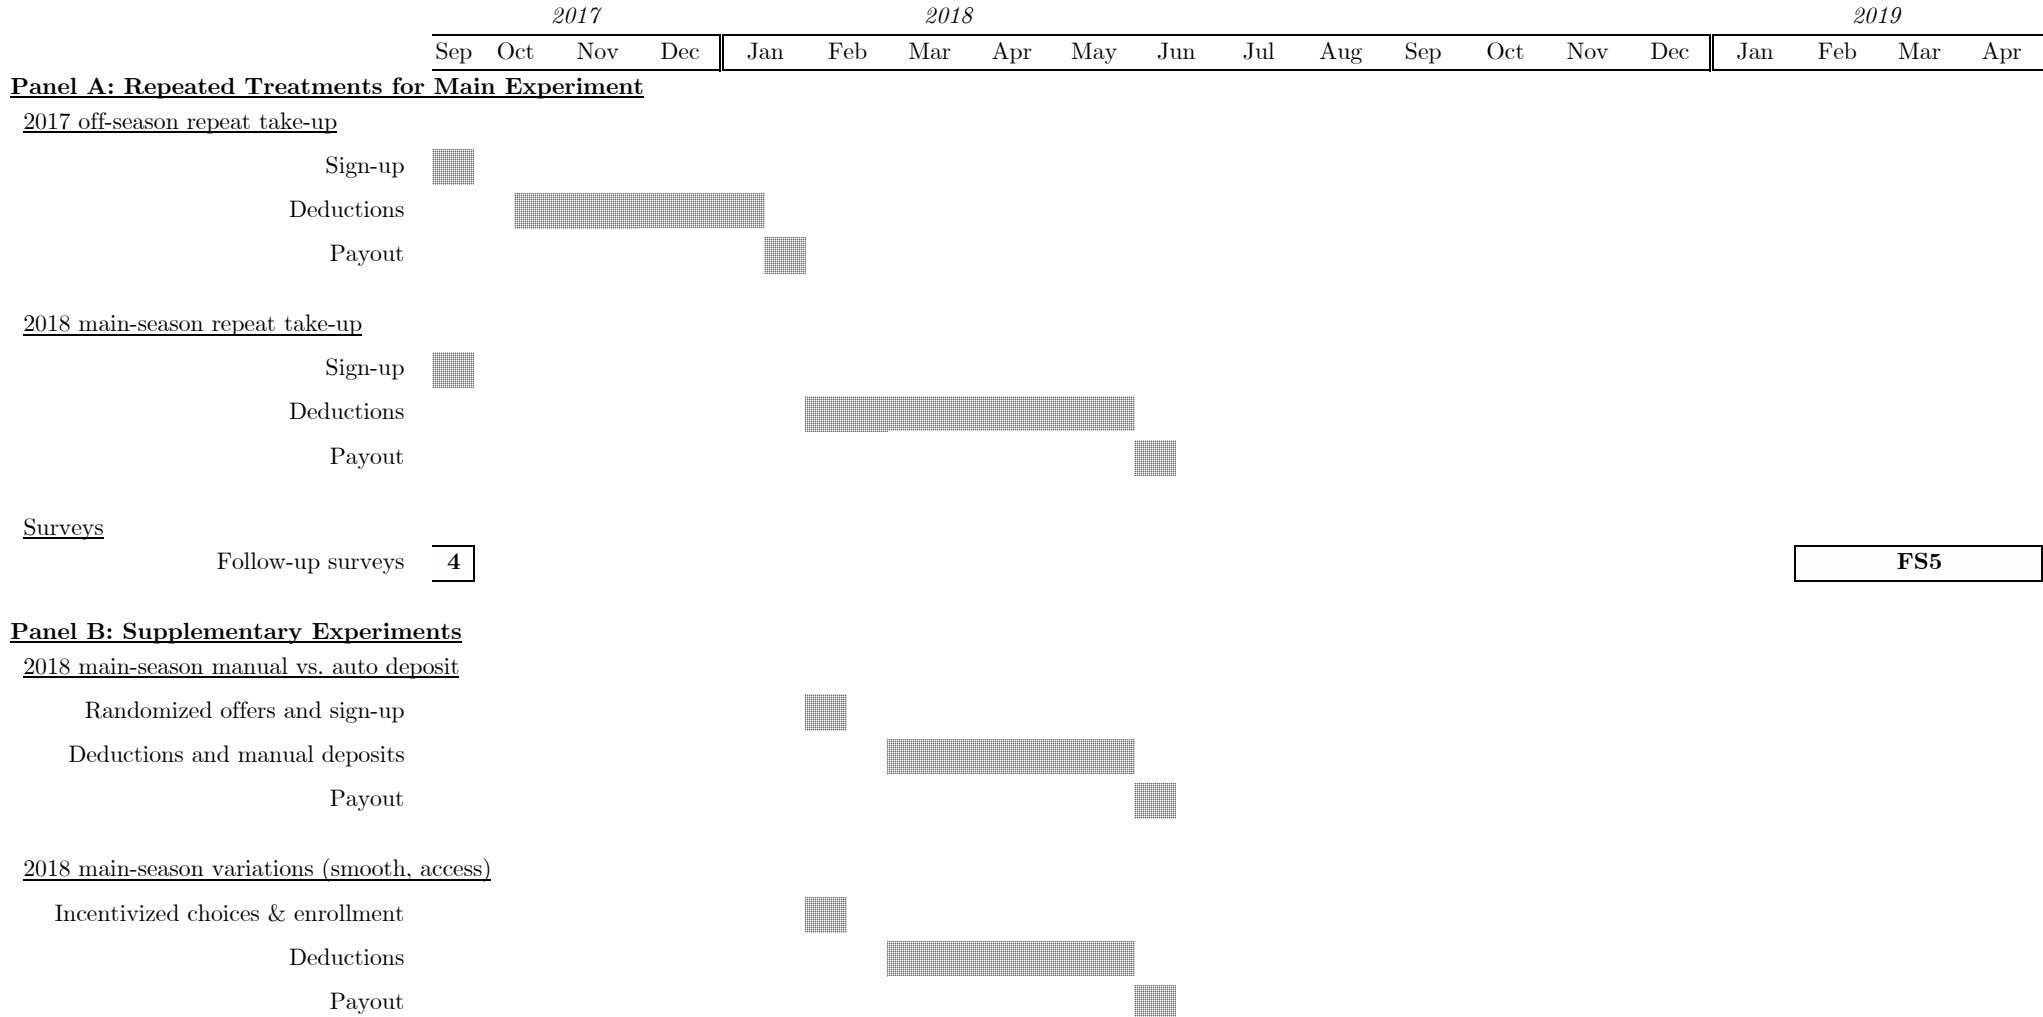 2017 2018 2019
Sep Oct Nov Dec Jan Feb Mar Apr May Jun Jul Aug Sep Oct Nov Dec Jan Feb Mar Apr
Panel A: Repeated Treatments for Main Experiment
2017 off-season repeat take-up
Sign-up
Deductions
Payout
2018 main-season repeat take-up
Sign-up
Deductions
Payout
Surveys
Follow-up surveys 4 FS5
Panel B: Supplementary Experiments
2018 main-season manual vs. auto deposit
Randomized offers and sign-up
Deductions and manual deposits
Payout
2018 main-season variations (smooth, access)
Incentivized choices & enrollment
Deductions
Payout